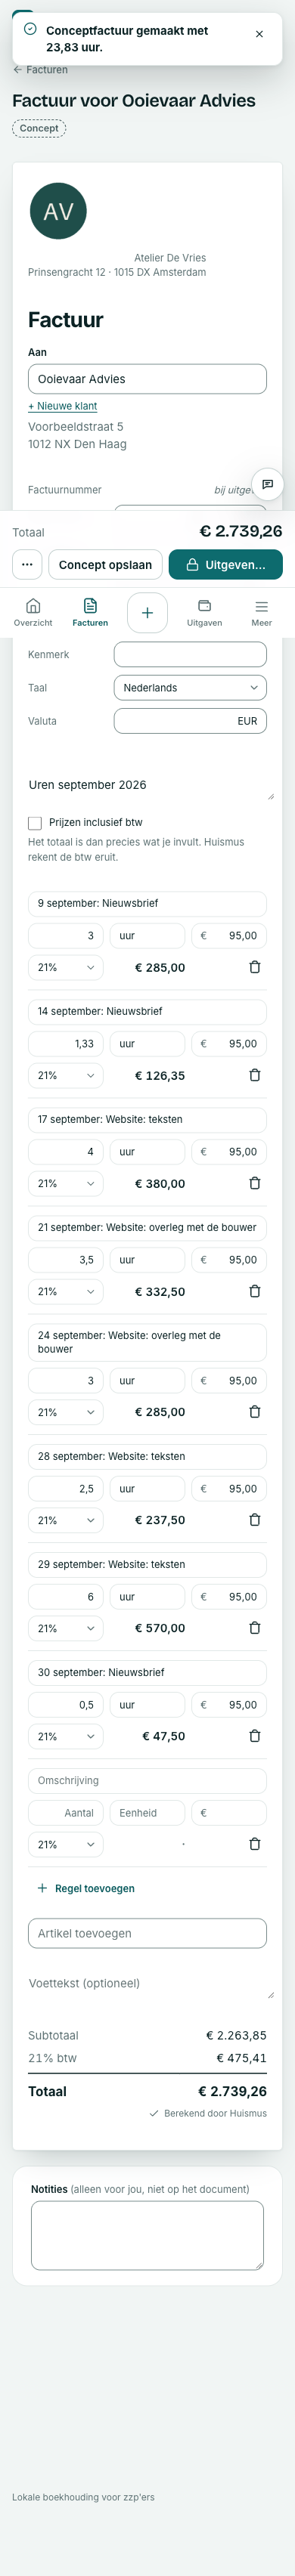 Conceptfactuur gemaakt met
23,83 uur.
Facturen
Factuur voor Ooievaar Advies
Concept
AV
Atelier De Vries
Prinsengracht 12 · 1015 DX Amsterdam
Factuur
Aan
Ooievaar Advies
+ Nieuwe klant
Voorbeeldstraat 5
1012 NX Den Haag
Factuurnummer
Totaal € 2.739,26
Concept opslaan Uitgeven...
Overzicht Facturen Uitgaven Meer
Kenmerk
Taal Nederlands
Valuta EUR
Uren september 2026
Prijzen inclusief btw
Het totaal is dan precies wat je invult. Huismus
rekent de btw eruit.
9 september: Nieuwsbrief
3 uur € 95,00
21% € 285,00
14 september: Nieuwsbrief
1,33 uur € 95,00
21% € 126,35
17 september: Website: teksten
4 uur € 95,00
21% € 380,00
21 september: Website: overleg met de bouwer
3,5 uur € 95,00
21% € 332,50
24 september: Website: overleg met de
bouwer
3 uur € 95,00
21% € 285,00
28 september: Website: teksten
2,5 uur € 95,00
21% € 237,50
29 september: Website: teksten
6 uur € 95,00
21% € 570,00
30 september: Nieuwsbrief
0,5 uur € 95,00
21% € 47,50
Omschrijving
Aantal Eenheid €
21% ·
+ Regel toevoegen
Artikel toevoegen
Voettekst (optioneel)
Subtotaal € 2.263,85
21% btw € 475,41
Totaal € 2.739,26
Berekend door Huismus
Notities (alleen voor jou, niet op het document)
Lokale boekhouding voor zzp'ers